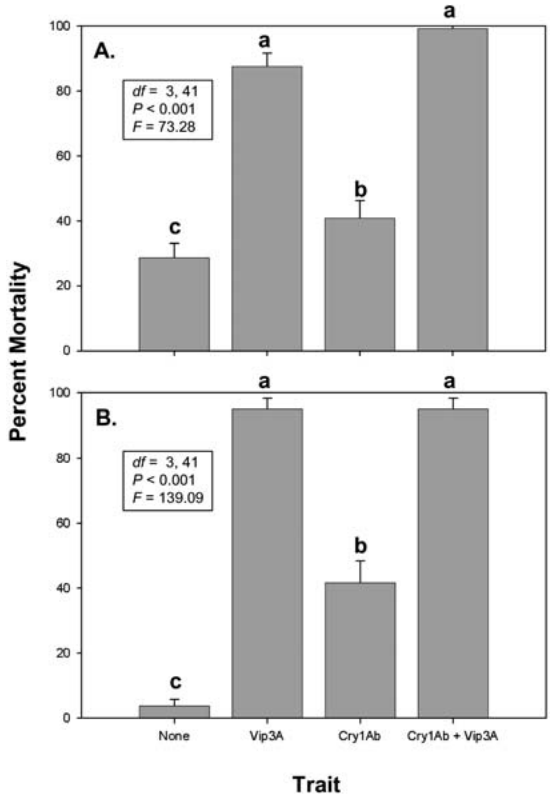 Percent Mortality
A.
df = 3, 41
P < 0.001
F = 73.28
100
80
60
40
20
0
c
a
b
a
B.
df = 3, 41
P < 0.001
F = 139.09
100
80
60
40
20
0
c
a
b
a
None Vip3A Cry1Ab Cry1Ab + Vip3A
Trait